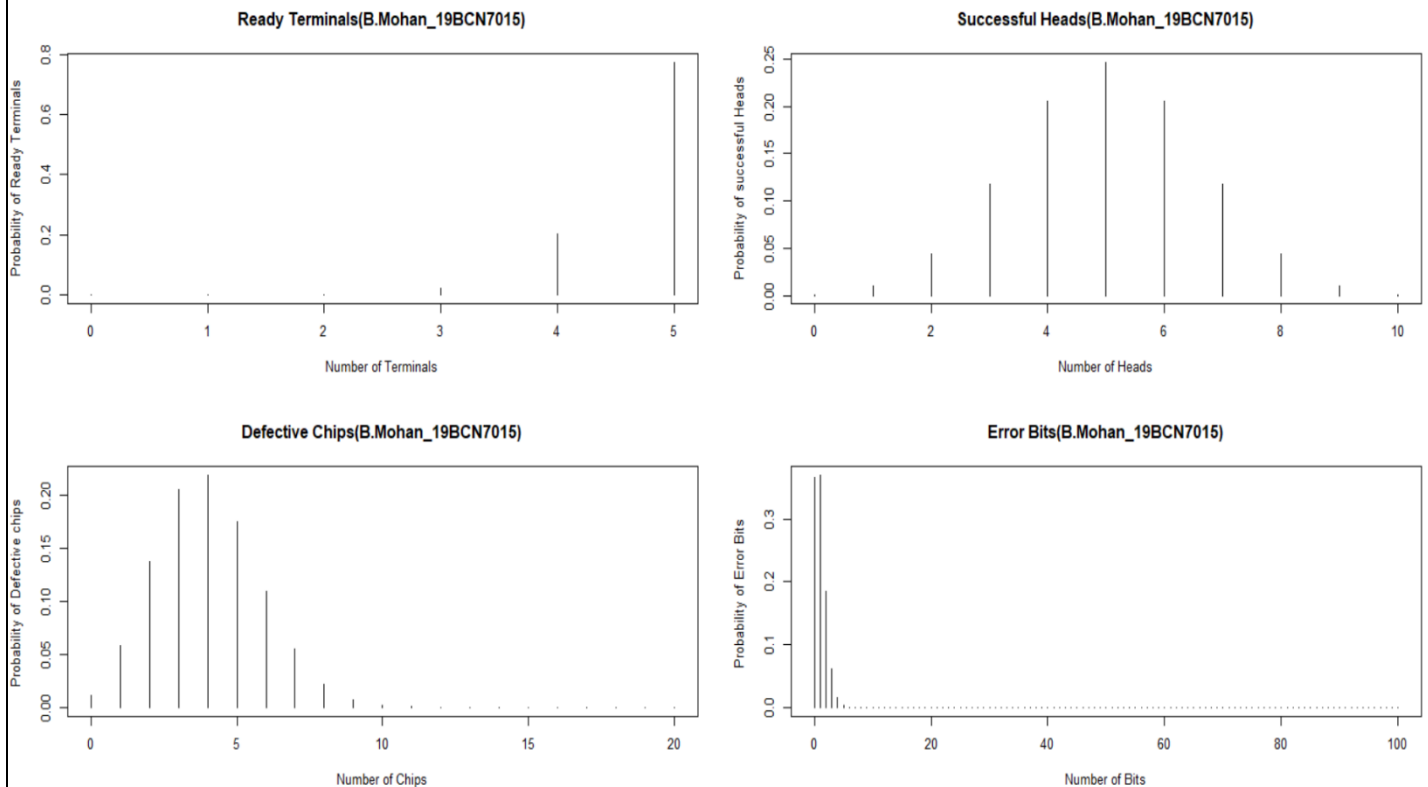 Ready Terminals(B.Mohan_19BCN7015)
Probability of Ready Terminals
0.0 0.2 0.4 0.6 0.8
0 1 2 3 4 5
Number of Terminals
Successful Heads(B.Mohan_19BCN7015)
Probability of successful Heads
0.00 0.05 0.10 0.15 0.20 0.25
0 2 4 6 8 10
Number of Heads
Defective Chips(B.Mohan_19BCN7015)
Probability of Defective chips
0.00 0.05 0.10 0.15 0.20
0 5 10 15 20
Number of Chips
Error Bits(B.Mohan_19BCN7015)
Probability of Error Bits
0.0 0.1 0.2 0.3
0 20 40 60 80 100
Number of Bits